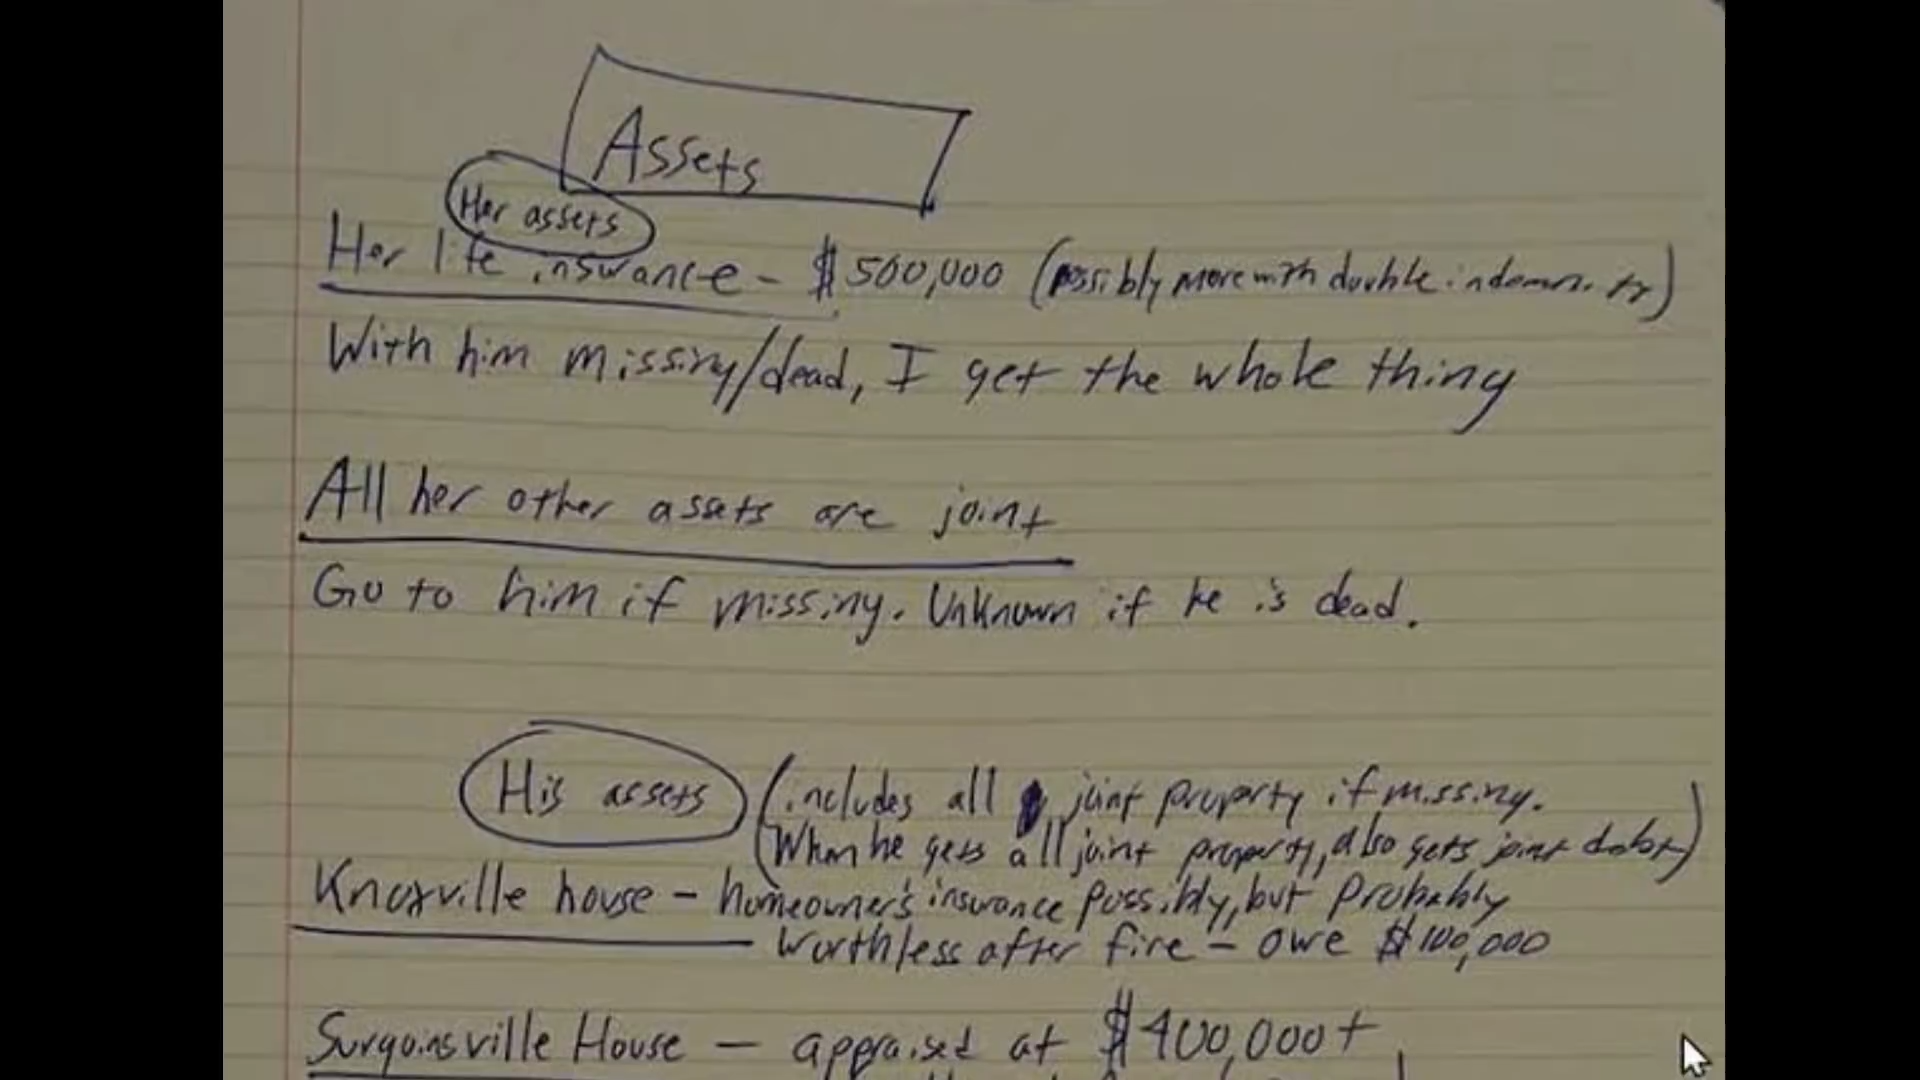 Assets
Her assets
Her life insurance - $500,000 (possibly more with double indemnity)
With him missing/dead, I get the whole thing
All her other assets are joint
Go to him if missing. Unknown if he is dead.
His assets (includes all joint property if missing.
When he gets all joint property, also gets joint debt)
Knoxville house - homeowner's insurance possibly, but probably
worthless after fire - owe $100,000
Surgoinsville House - appraised at $400,000+